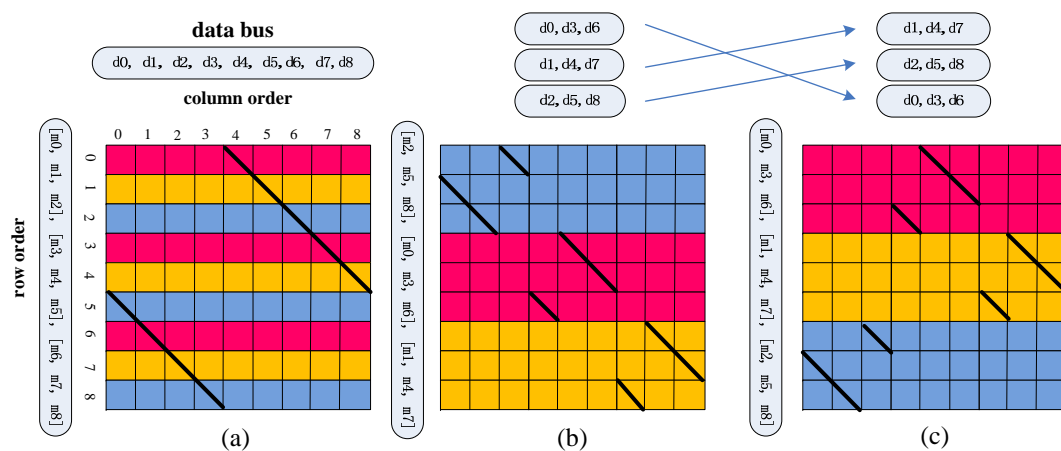 data bus
d0, d1, d2, d3, d4, d5,d6, d7,d8
column order
row order
[m0, m1, m2], [m3, m4, m5], [m6, m7, m8]
0 1 2 3 4 5 6 7 8
0
1
2
3
4
5
6
7
8
(a)
d0,d3,d6
d1,d4,d7
d2,d5,d8
d1,d4,d7
d2,d5,d8
d0,d3,d6
[m2, m5, m8], [m0, m3, m6], [m1, m4, m7]
(b)
[m0, m3, m6], [m1, m4, m7], [m2, m5, m8]
(c)